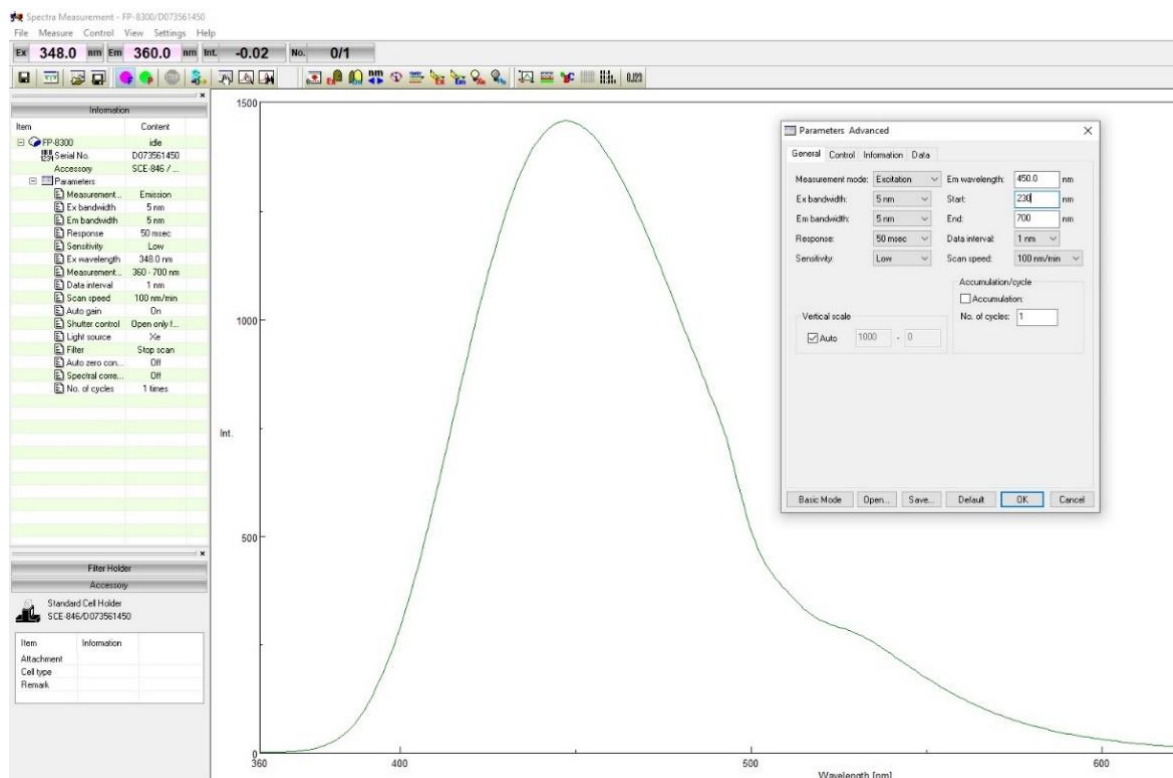 Spectra Measurement - FP-8300/D073561450
File Measure Control View Settings Help
Ex 348.0 nm Em 360.0 nm Int. -0.02 No. 0/1
Information
Item Content
FP-8300 idle
Serial No. D073561450
Accessory SCE-846 / ...
Parameters
Measurement... Emission
Ex bandwidth 5 nm
Em bandwidth 5 nm
Response 50 msec
Sensitivity Low
Ex wavelength 348.0 nm
Measurement... 360 - 700 nm
Data interval 1 nm
Scan speed 100 nm/min
Auto gain On
Shutter control Open only f...
Light source Xe
Filter Stop scan
Auto zero con... Off
Spectral corre... Off
No. of cycles 1 times
Filter Holder
Accessory
Standard Cell Holder
SCE-846/D073561450
Item Information
Attachment
Cell type
Remark
1500
1000
Int.
500
0
360 400 500 600
Wavelength [nm]
Parameters Advanced
General Control Information Data
Measurement mode: Excitation Em wavelength: 450.0 nm
Ex bandwidth: 5 nm Start: 230 nm
Em bandwidth: 5 nm End: 700 nm
Response: 50 msec Data interval: 1 nm
Sensitivity: Low Scan speed: 100 nm/min
Accumulation/cycle
Accumulation:
No. of cycles: 1
Vertical scale
Auto 1000 - 0
Basic Mode Open... Save... Default OK Cancel